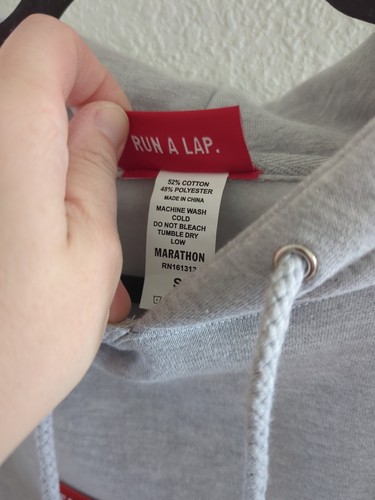 RUN A LAP.
52% COTTON
48% POLYESTER
MADE IN CHINA
MACHINE WASH
COLD
DO NOT BLEACH
TUMBLE DRY
LOW
MARATHON
S